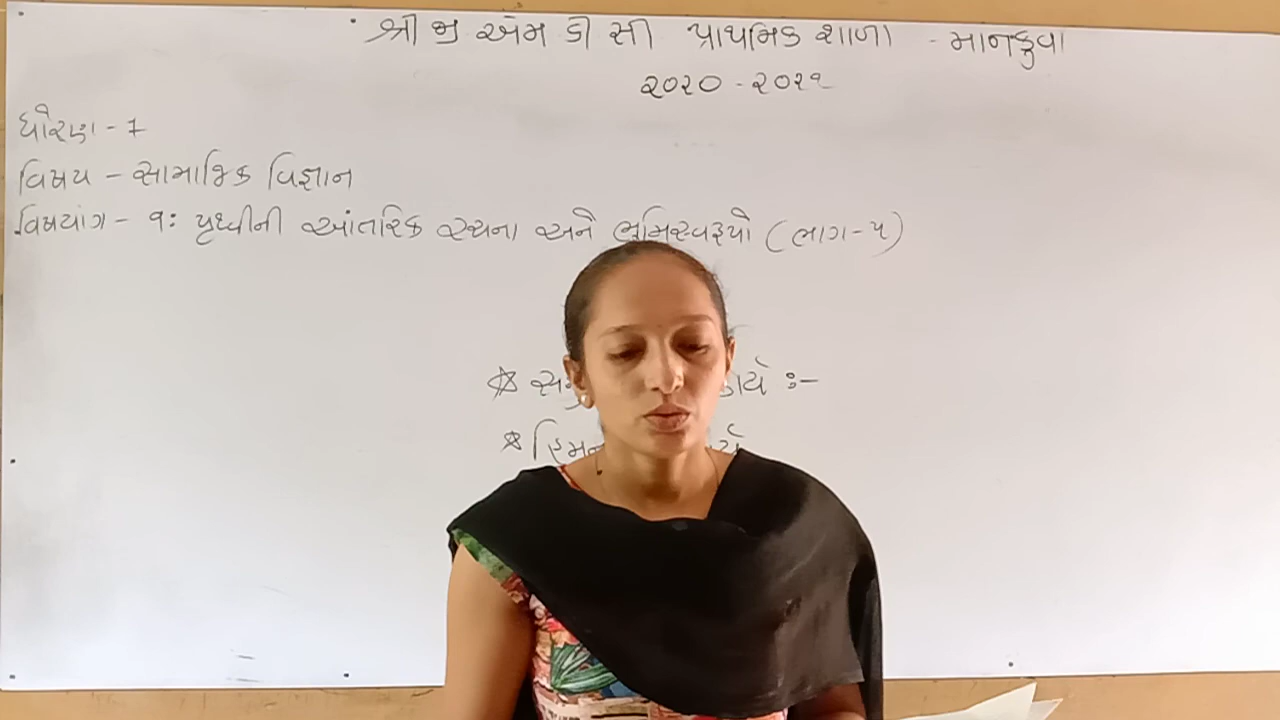 શ્રી જી એમ ડી સી પ્રાથમિક શાળા - માનકુવા
૨૦૨૦ - ૨૦૨૧
ધોરણ - 7
વિષય - સામાજિક વિજ્ઞાન
વિષયાંગ - ૧: પૃથ્વીની આંતરિક રચના અને ભૂમિસ્વરૂપો (ભાગ-૫)